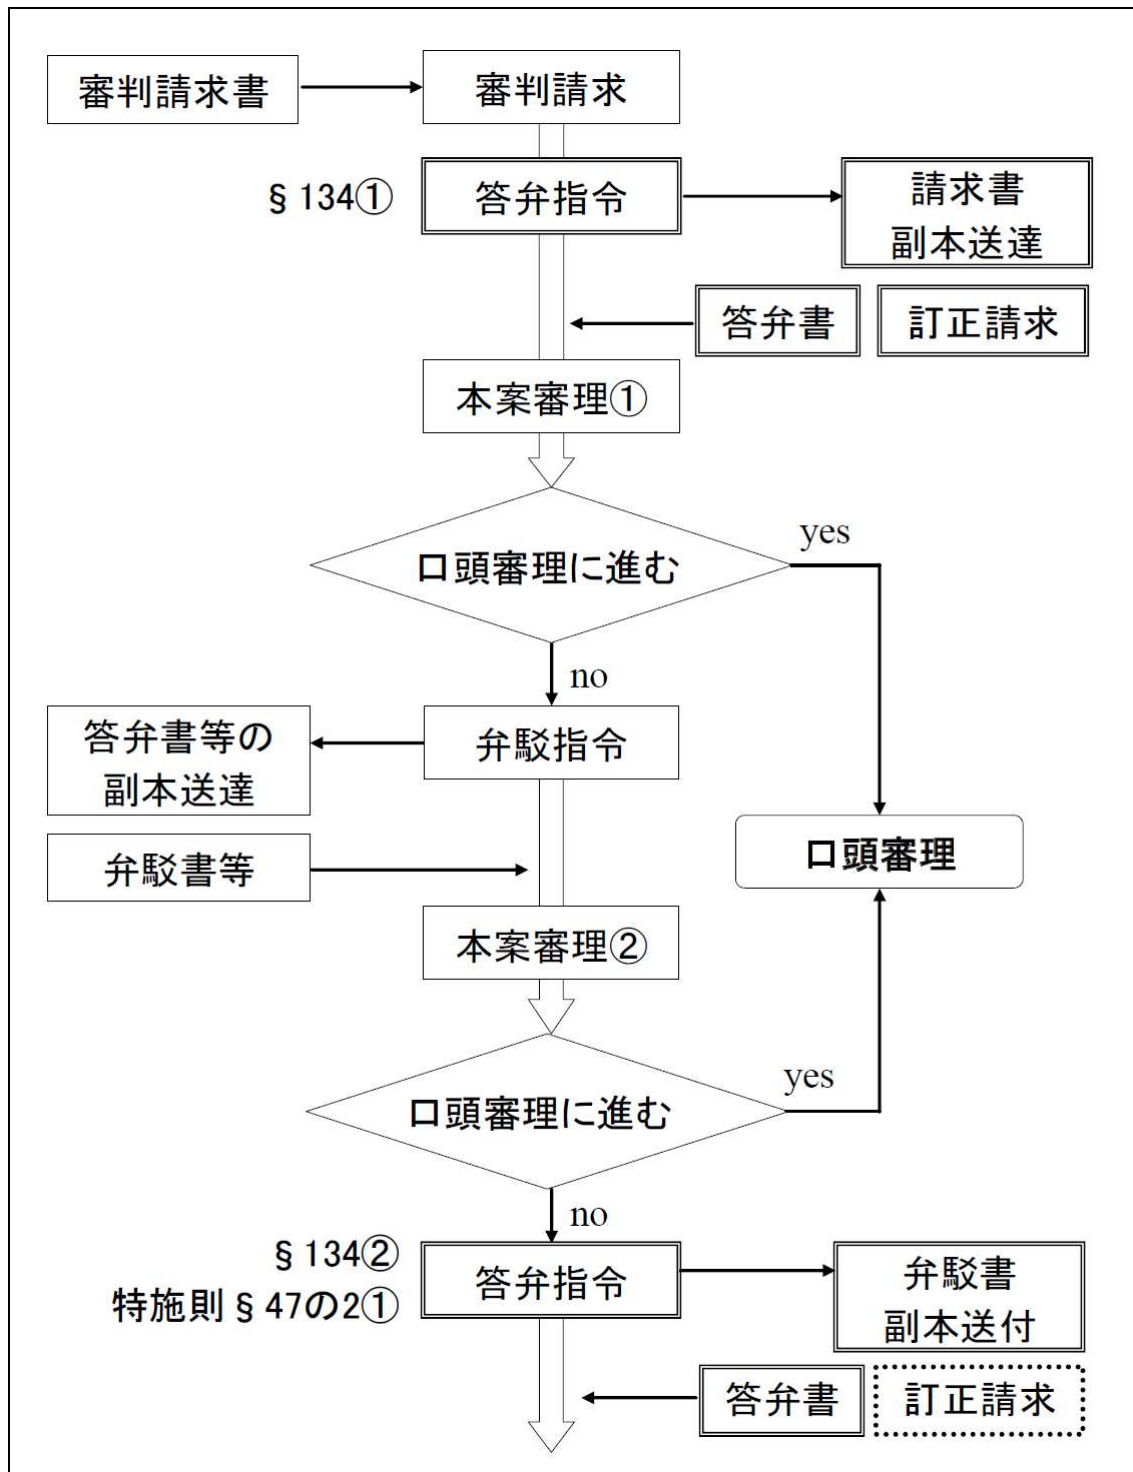 審判請求書
審判請求
§134①
答弁指令
請求書
副本送達
答弁書
訂正請求
本案審理①
口頭審理に進む
yes
no
答弁書等の
副本送達
弁駁指令
口頭審理
弁駁書等
本案審理②
口頭審理に進む
yes
no
§134②
特施則§47の2①
答弁指令
弁駁書
副本送付
答弁書
訂正請求